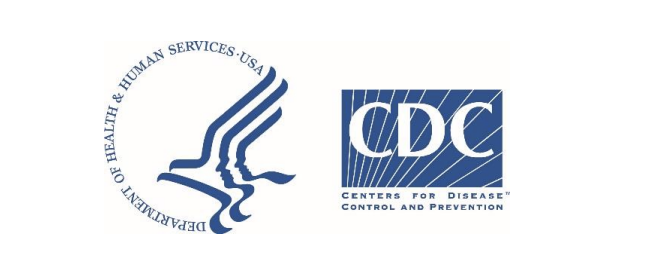 DEPARTMENT OF HEALTH & HUMAN SERVICES · USA
CDC
CENTERS FOR DISEASE™
CONTROL AND PREVENTION